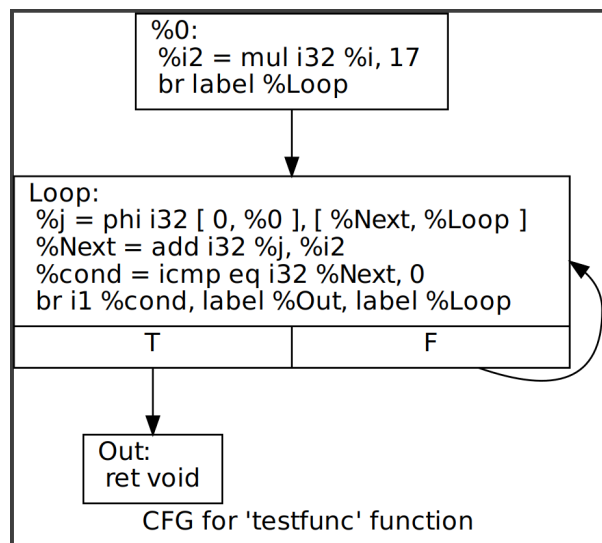 %0:
%i2 = mul i32 %i, 17
br label %Loop
Loop:
%j = phi i32 [ 0, %0 ], [ %Next, %Loop ]
%Next = add i32 %j, %i2
%cond = icmp eq i32 %Next, 0
br i1 %cond, label %Out, label %Loop
T F
Out:
ret void
CFG for 'testfunc' function